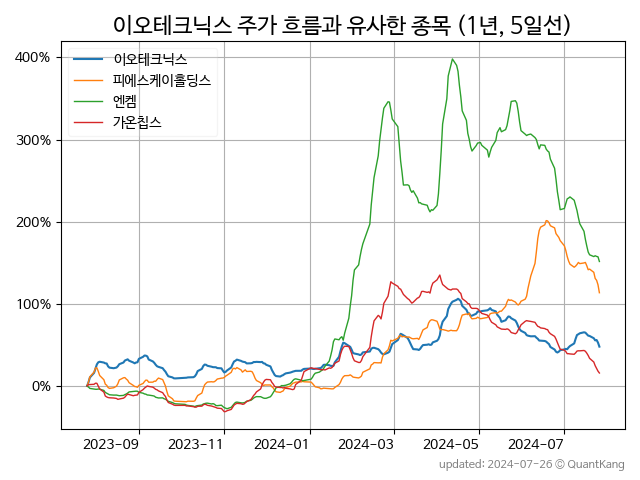 이오테크닉스 주가 흐름과 유사한 종목 (1년, 5일선)
이오테크닉스
피에스케이홀딩스
엔켐
가온칩스
400%
300%
200%
100%
0%
2023-09 2023-11 2024-01 2024-03 2024-05 2024-07
updated: 2024-07-26 © QuantKang